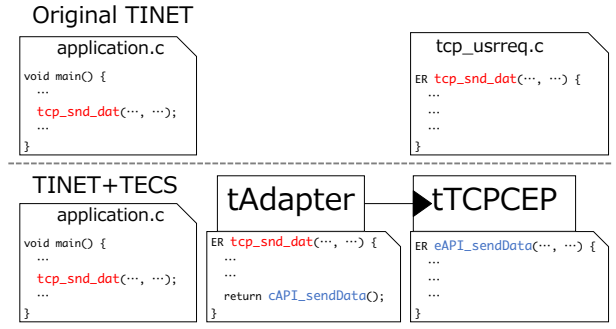 Original TINET
application.c
void main() {
…
tcp_snd_dat(…, …);
…
}
tcp_usrreq.c
ER tcp_snd_dat(…, …) {
…
…
…
}
TINET+TECS
application.c
void main() {
…
tcp_snd_dat(…, …);
…
}
tAdapter
ER tcp_snd_dat(…, …) {
…
…
return cAPI_sendData();
}
tTCPCEP
ER eAPI_sendData(…, …) {
…
…
…
}